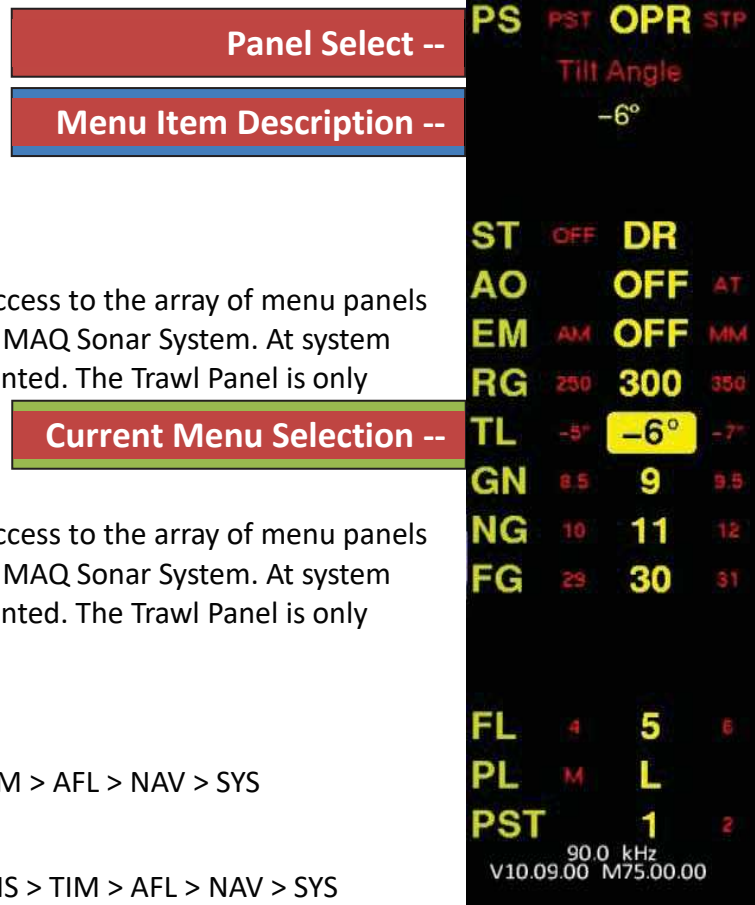 Panel Select --
Menu Item Description --
ccess to the array of menu panels
MAQ Sonar System. At system
nted. The Trawl Panel is only
Current Menu Selection --
ccess to the array of menu panels
MAQ Sonar System. At system
nted. The Trawl Panel is only
M > AFL > NAV > SYS
IS > TIM > AFL > NAV > SYS
PS PST OPR STP
Tilt Angle
-6°
ST OFF DR
AO OFF AT
EM AM OFF MM
RG 250 300 350
TL -5° -6° -7°
GN 8.5 9 9.5
NG 10 11 12
FG 29 30 31
FL 4 5 6
PL M L
PST 1 2
90.0 kHz
V10.09.00 M75.00.00